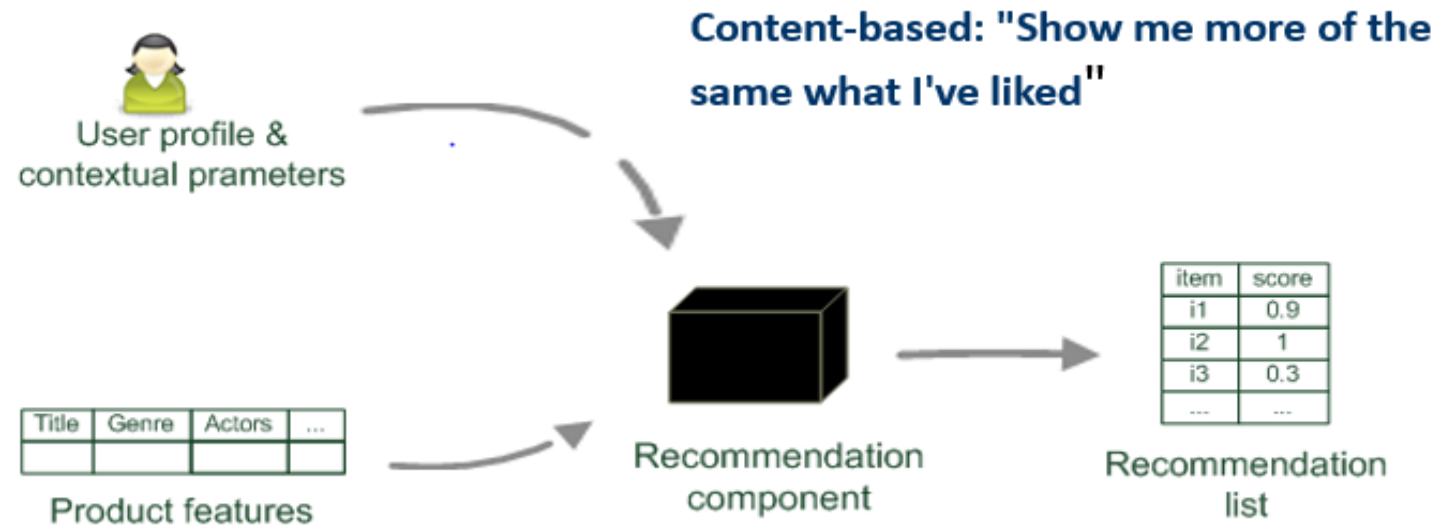 Content-based: "Show me more of the
same what I've liked"
User profile &
contextual prameters
item score
i1 0.9
i2 1
i3 0.3
... ...
Title Genre Actors ...
Product features
Recommendation
component
Recommendation
list